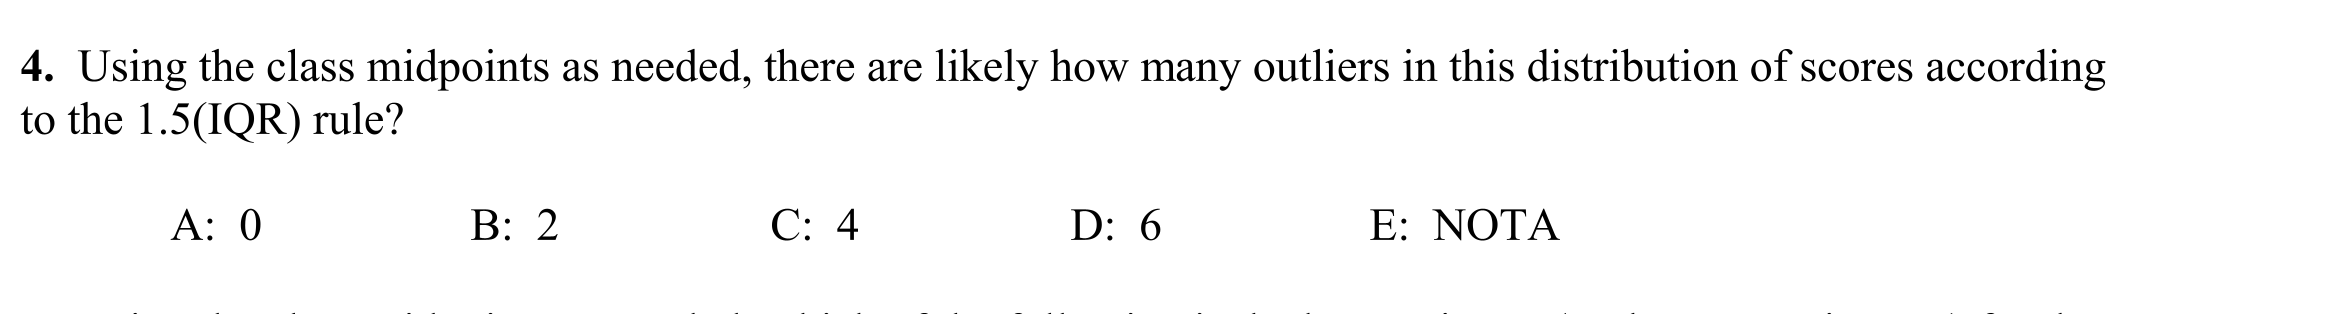 4. Using the class midpoints as needed, there are likely how many outliers in this distribution of scores according
to the 1.5(IQR) rule?
A: 0 B: 2 C: 4 D: 6 E: NOTA